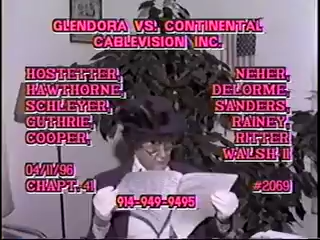 GLENDORA VS. CONTINENTAL
CABLEVISION INC.
HOSTETTER, NEHER,
HAWTHORNE, DELORME,
SCHLEYER, SANDERS,
GUTHRIE, RAINEY,
COOPER, RITTER
WALSH II
04/11/96
CHAPT.41 #2069
914-949-9495